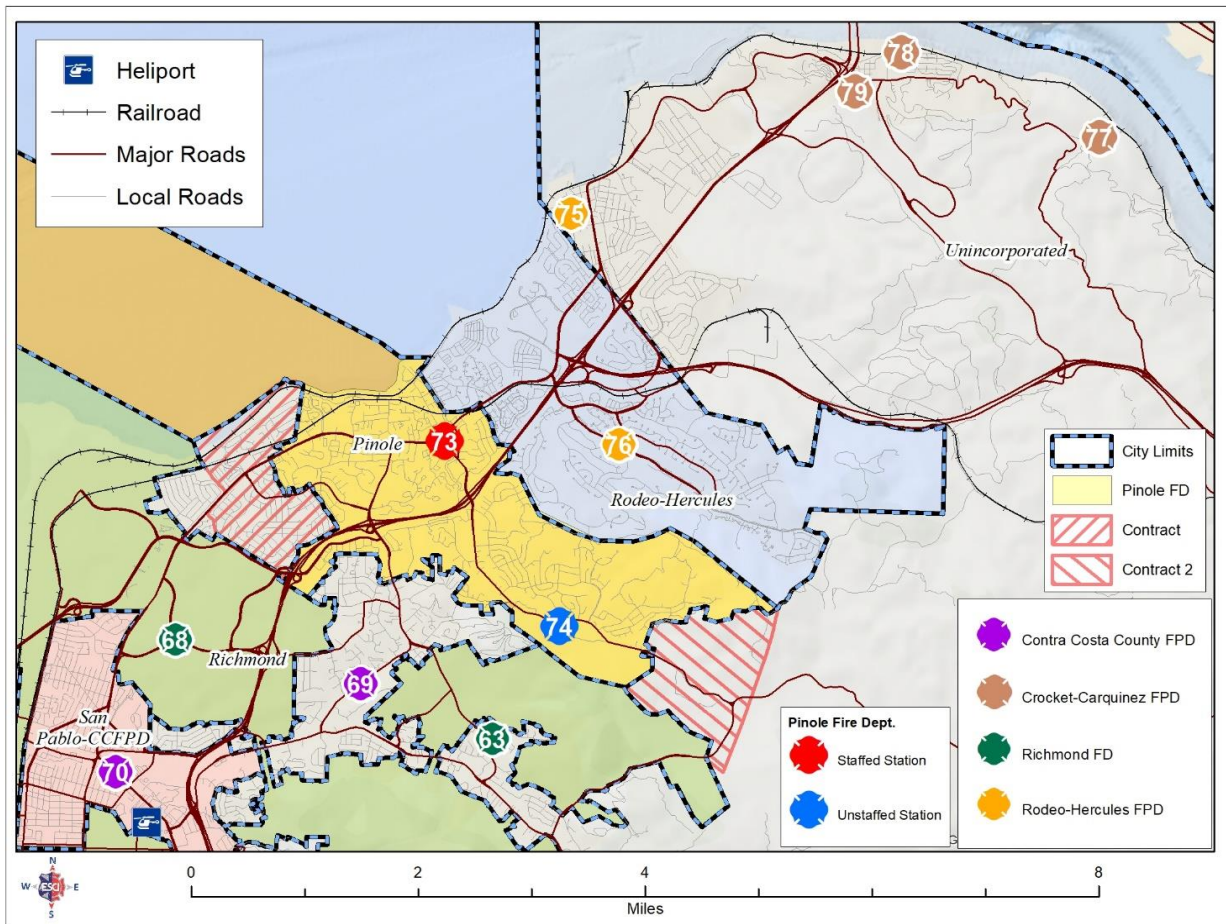 Heliport
Railroad
Major Roads
Local Roads
78
79
77
75
Unincorporated
Pinole
73
76
Rodeo-Hercules
City Limits
Pinole FD
Contract
Contract 2
74
68
Richmond
69
San
Pablo-CCFPD
63
70
Pinole Fire Dept.
Staffed Station
Unstaffed Station
Contra Costa County FPD
Crocket-Carquinez FPD
Richmond FD
Rodeo-Hercules FPD
N
W
ESCI
E
S
0
2
4
6
8
Miles